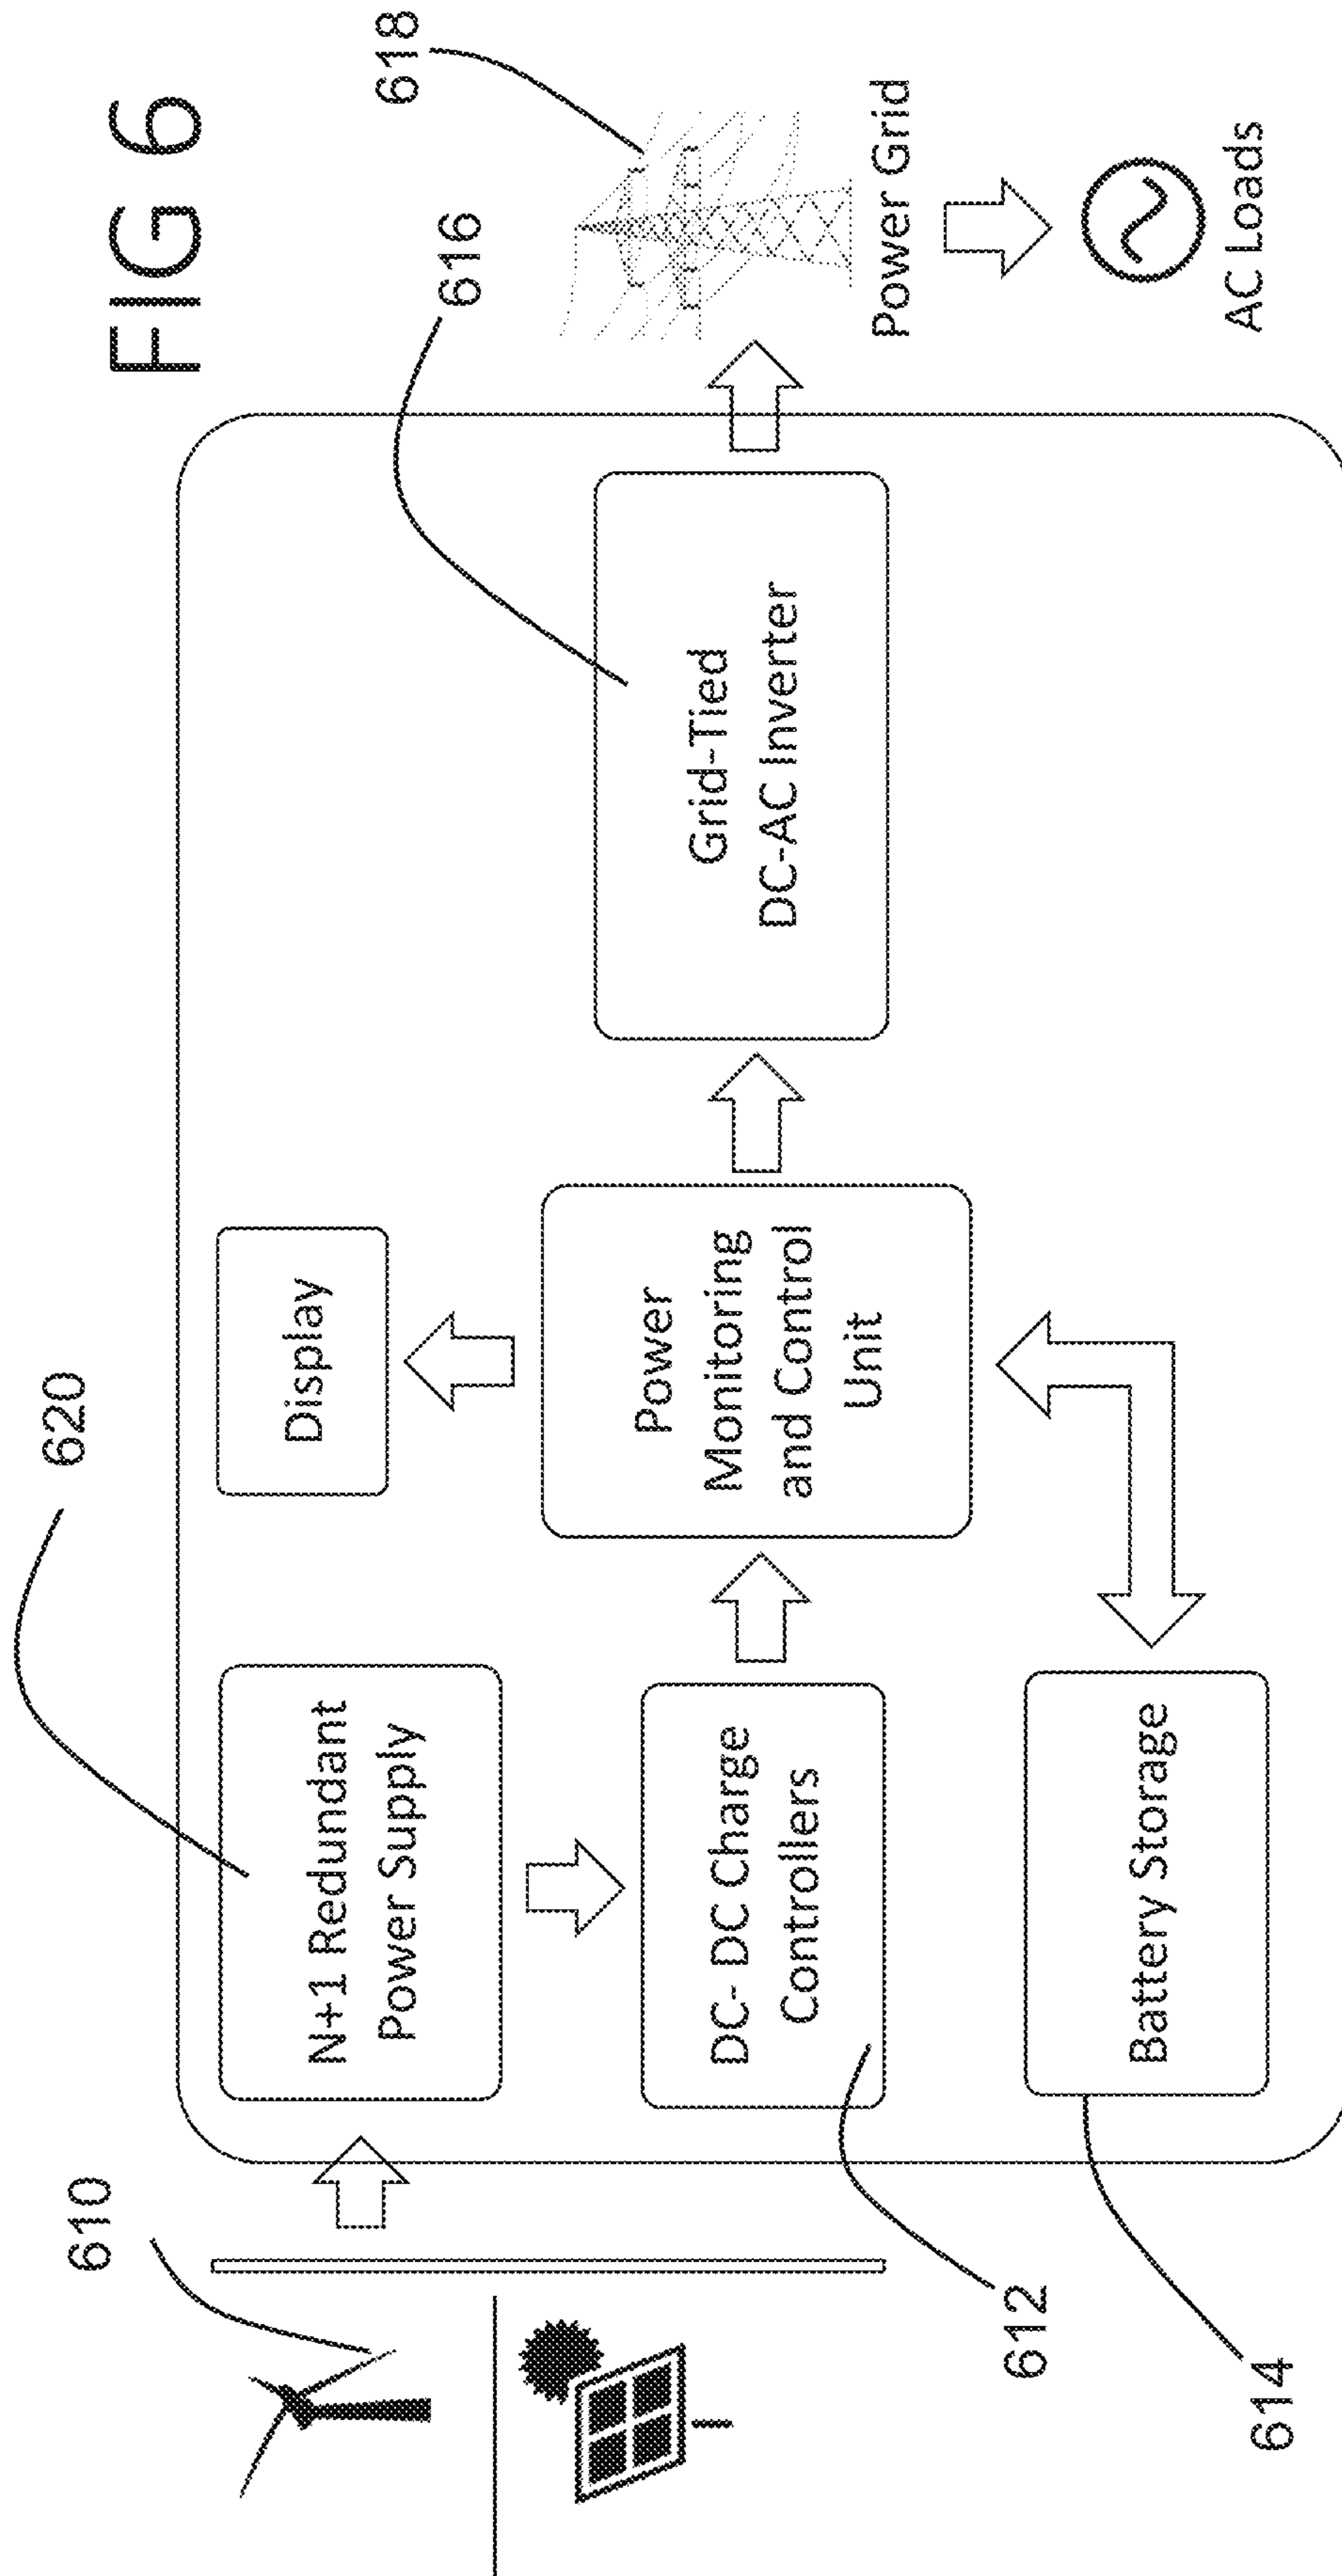 FIG 6
620
610
616
618
N+1 Redundant
Power Supply
Display
DC- DC Charge
Controllers
Power
Monitoring
and Control
Unit
Grid-Tied
DC-AC Inverter
Power Grid
AC Loads
Battery Storage
612
614